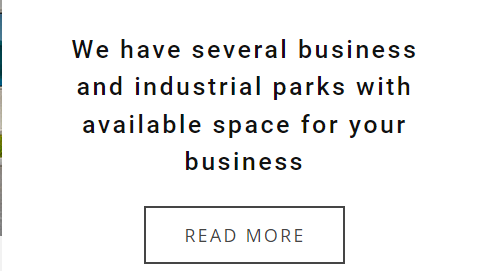 We have several business
and industrial parks with
available space for your
business
READ MORE